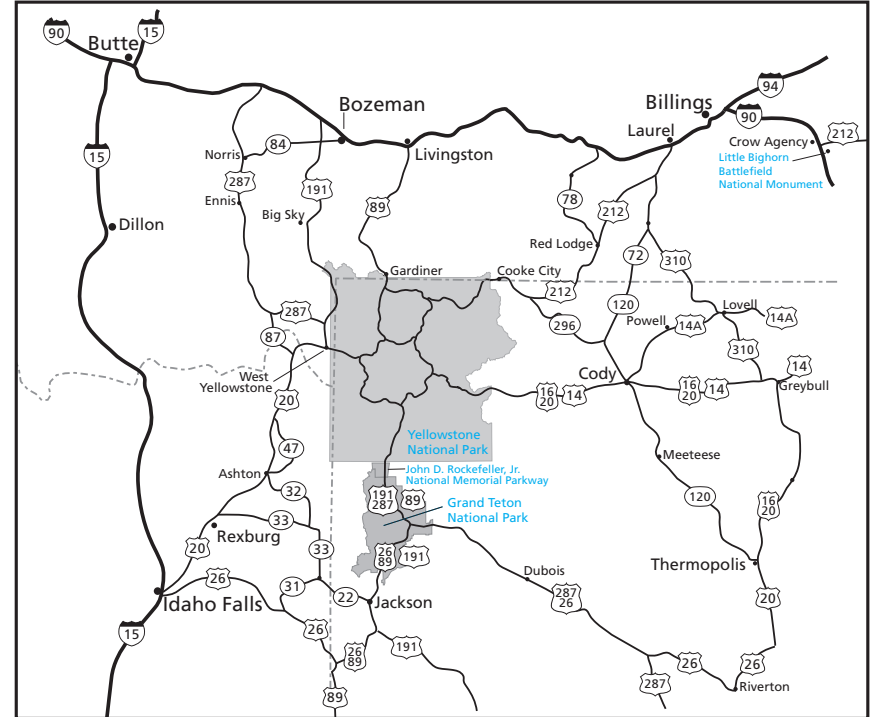 90
15
Butte
94
Billings
90
Bozeman
Laurel
212
Crow Agency
84
Little Bighorn
Battlefield
National Monument
Norris
Livingston
15
287
191
78
Ennis
89
212
Big Sky
Dillon
Red Lodge
72
310
Gardiner
Cooke City
212
120
Lovell
287
296
Powell
14A
14A
87
310
West
Yellowstone
Cody
14
16
20
14
16
20
14
Greybull
20
Yellowstone
National Park
47
Meeteese
John D. Rockefeller, Jr.
National Memorial Parkway
Ashton
32
191
287
89
120
16
20
Grand Teton
National Park
33
Rexburg
33
20
26
89
191
Thermopolis
26
31
22
Dubois
287
26
20
Idaho Falls
Jackson
26
15
26
89
191
26
26
287
Riverton
89